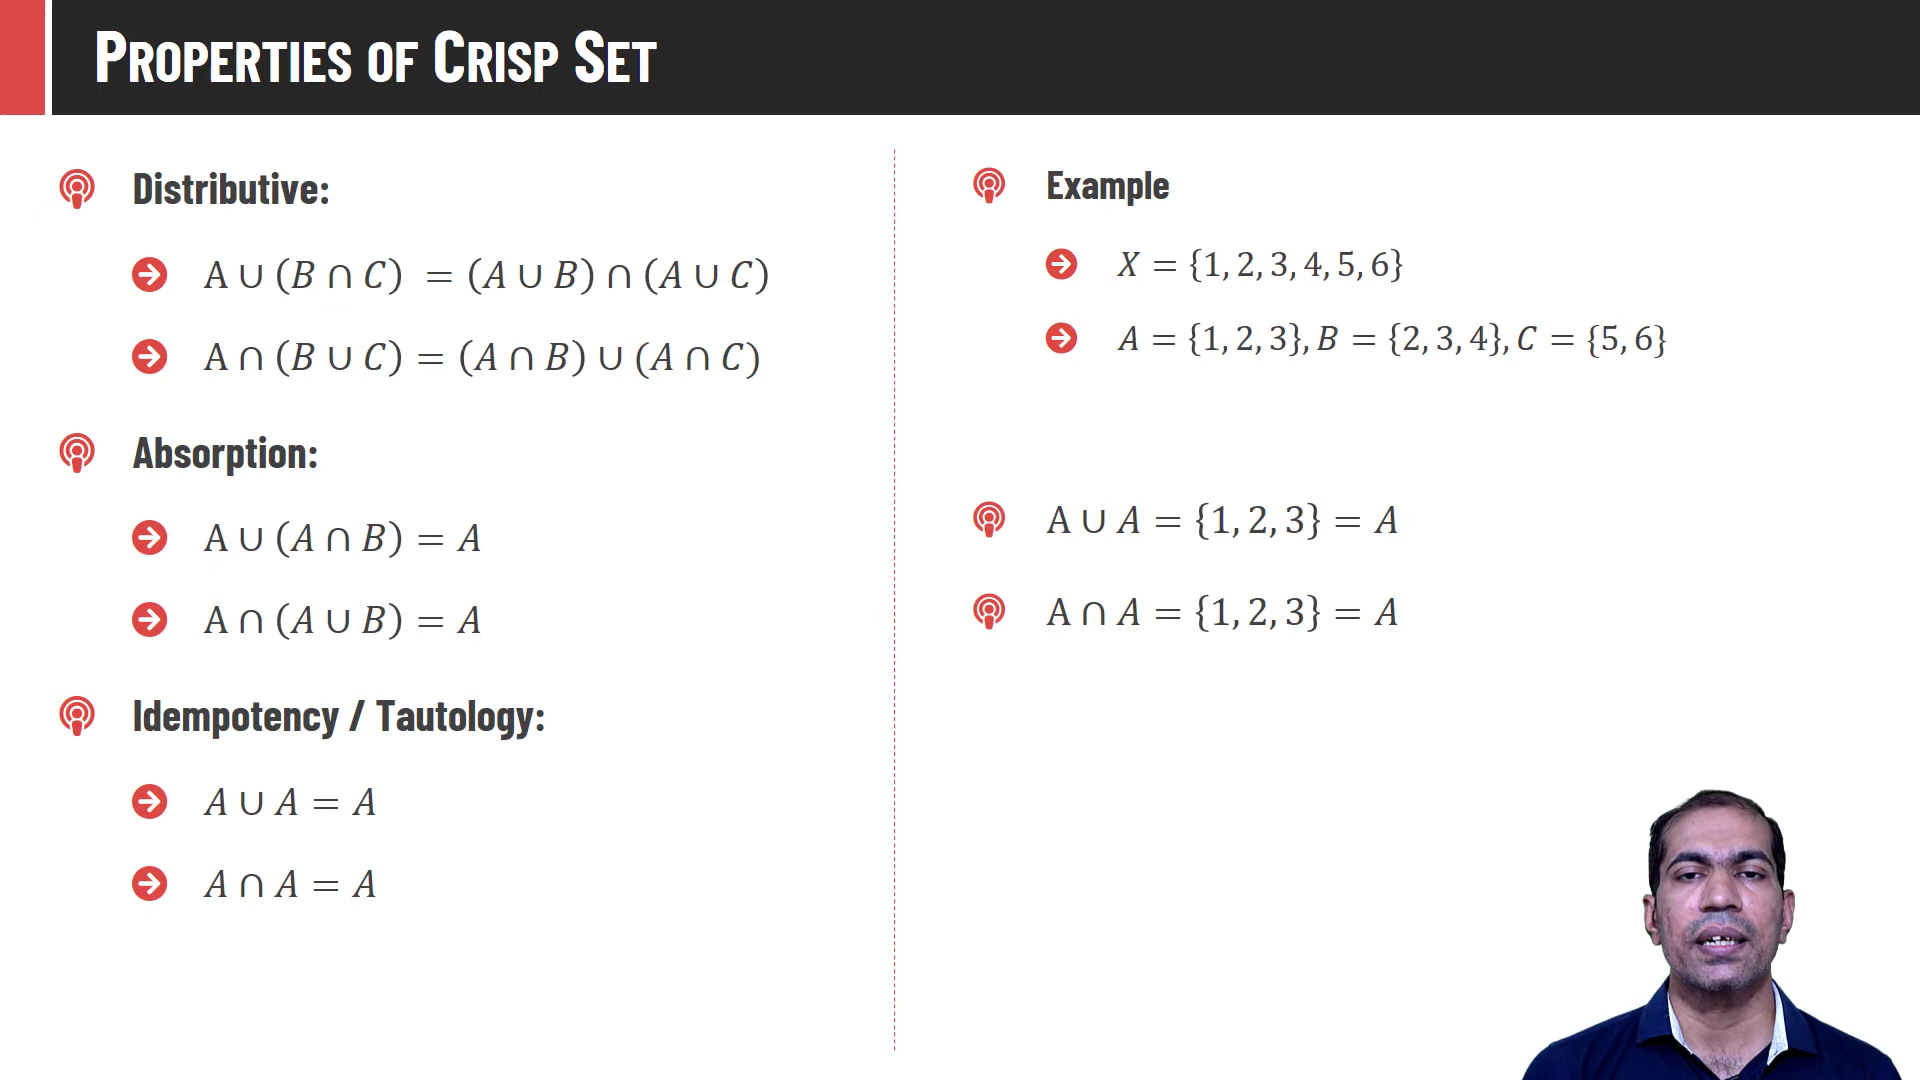 PROPERTIES OF CRISP SET
Distributive:
A ∪ (B ∩ C) = (A ∪ B) ∩ (A ∪ C)
A ∩ (B ∪ C) = (A ∩ B) ∪ (A ∩ C)
Absorption:
A ∪ (A ∩ B) = A
A ∩ (A ∪ B) = A
Idempotency / Tautology:
A ∪ A = A
A ∩ A = A
Example
X = {1, 2, 3, 4, 5, 6}
A = {1, 2, 3}, B = {2, 3, 4}, C = {5, 6}
A ∪ A = {1, 2, 3} = A
A ∩ A = {1, 2, 3} = A